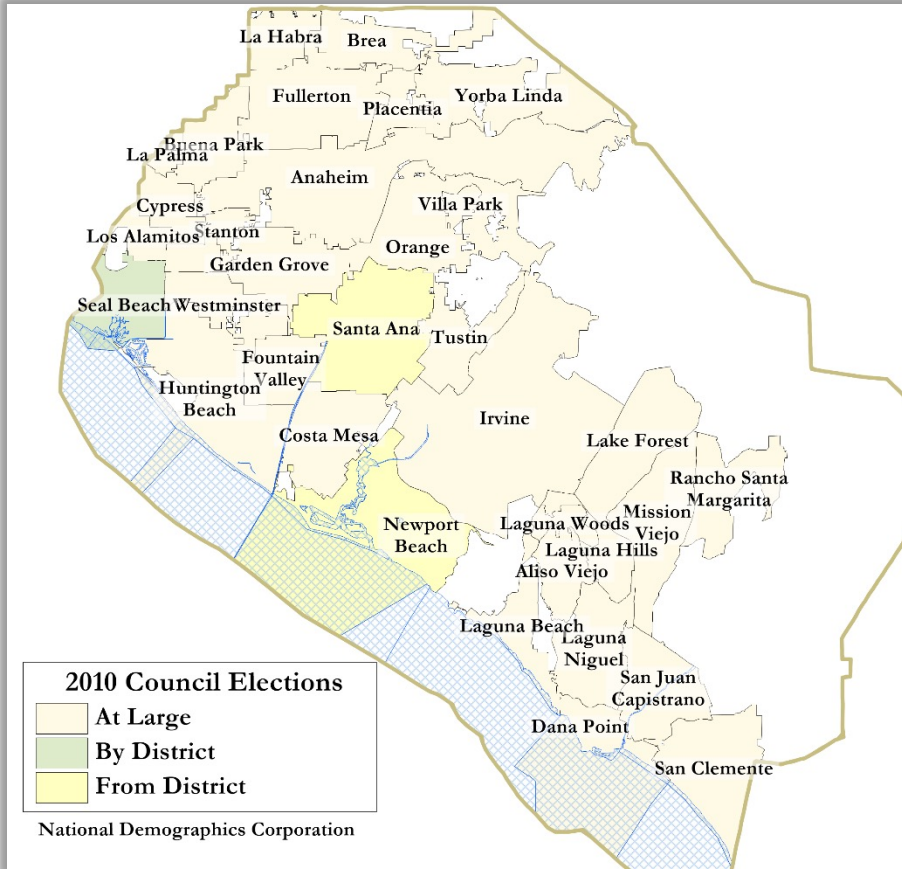 La Habra
Brea
Fullerton
Placentia
Yorba Linda
Buena Park
La Palma
Anaheim
Cypress
Villa Park
Los Alamitos
Stanton
Orange
Garden Grove
Seal Beach
Westminster
Santa Ana
Tustin
Fountain
Valley
Huntington
Beach
Costa Mesa
Irvine
Lake Forest
Rancho Santa
Margarita
Mission
Viejo
Newport
Beach
Laguna Woods
Laguna Hills
Aliso Viejo
Laguna Beach
Laguna
Niguel
San Juan
Capistrano
Dana Point
San Clemente
2010 Council Elections
At Large
By District
From District
National Demographics Corporation